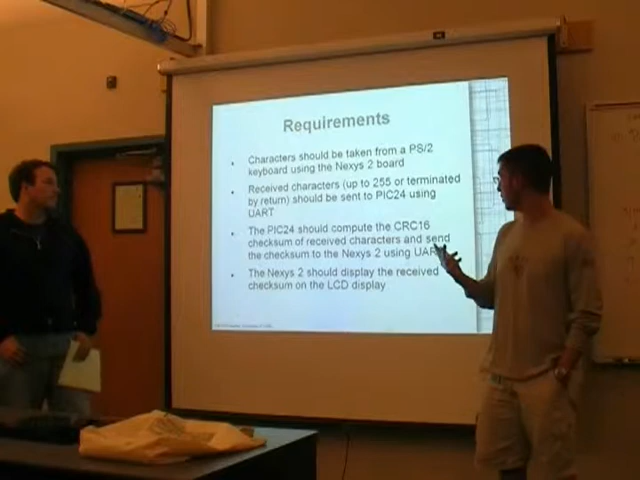 Requirements
• Characters should be taken from a PS/2
keyboard using the Nexys 2 board
• Received characters (up to 255 or terminated
by return) should be sent to PIC24 using
UART
• The PIC24 should compute the CRC16
checksum of received characters and send
the checksum to the Nexys 2 using UAR
• The Nexys 2 should display the received
checksum on the LCD display